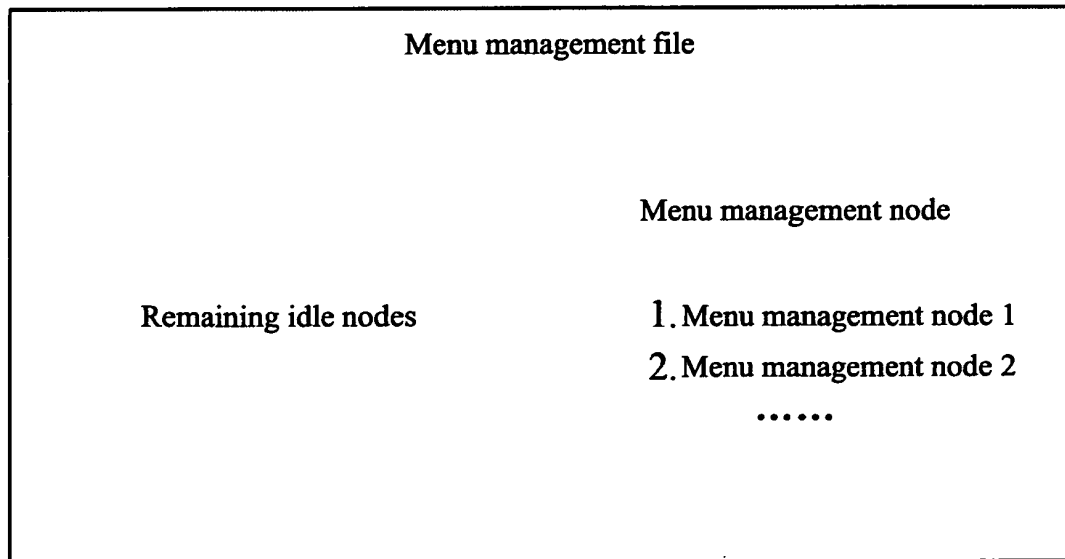 Menu management file
Menu management node
Remaining idle nodes
1. Menu management node 1
2. Menu management node 2
......